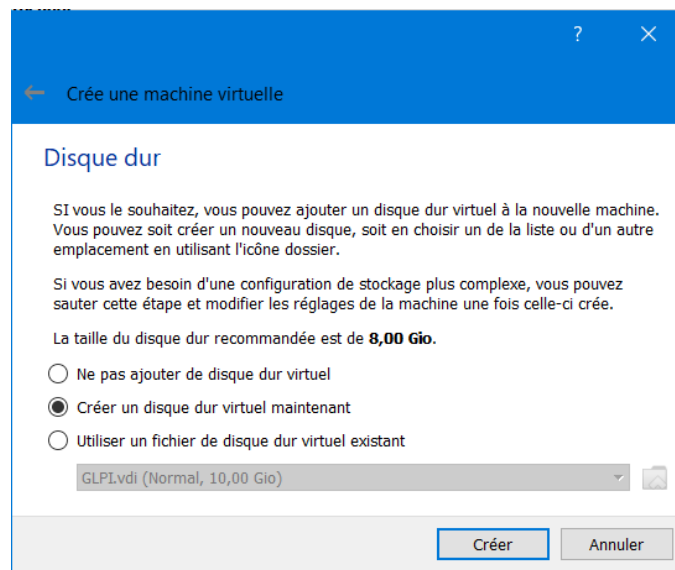 ?
Crée une machine virtuelle
Disque dur
SI vous le souhaitez, vous pouvez ajouter un disque dur virtuel à la nouvelle machine.
Vous pouvez soit créer un nouveau disque, soit en choisir un de la liste ou d'un autre
emplacement en utilisant l'icône dossier.
Si vous avez besoin d'une configuration de stockage plus complexe, vous pouvez
sauter cette étape et modifier les réglages de la machine une fois celle-ci crée.
La taille du disque dur recommandée est de 8,00 Gio.
Ne pas ajouter de disque dur virtuel
Créer un disque dur virtuel maintenant
Utiliser un fichier de disque dur virtuel existant
GLPI.vdi (Normal, 10,00 Gio)
Créer
Annuler